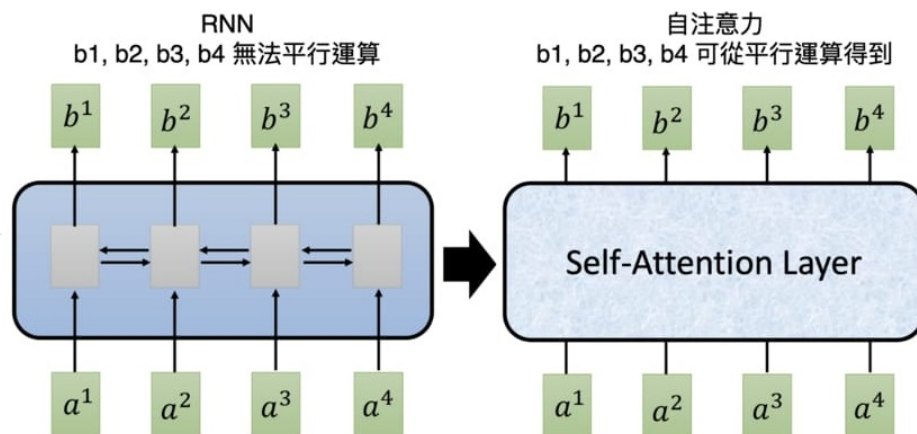 RNN
b1, b2, b3, b4 無法平行運算
b¹ b² b³ b⁴
a¹ a² a³ a⁴
自注意力
b1, b2, b3, b4 可從平行運算得到
b¹ b² b³ b⁴
Self-Attention Layer
a¹ a² a³ a⁴